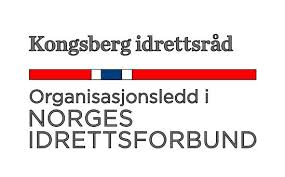 Kongsberg idrettsråd
Organisasjonsledd i
NORGES
IDRETTSFORBUND